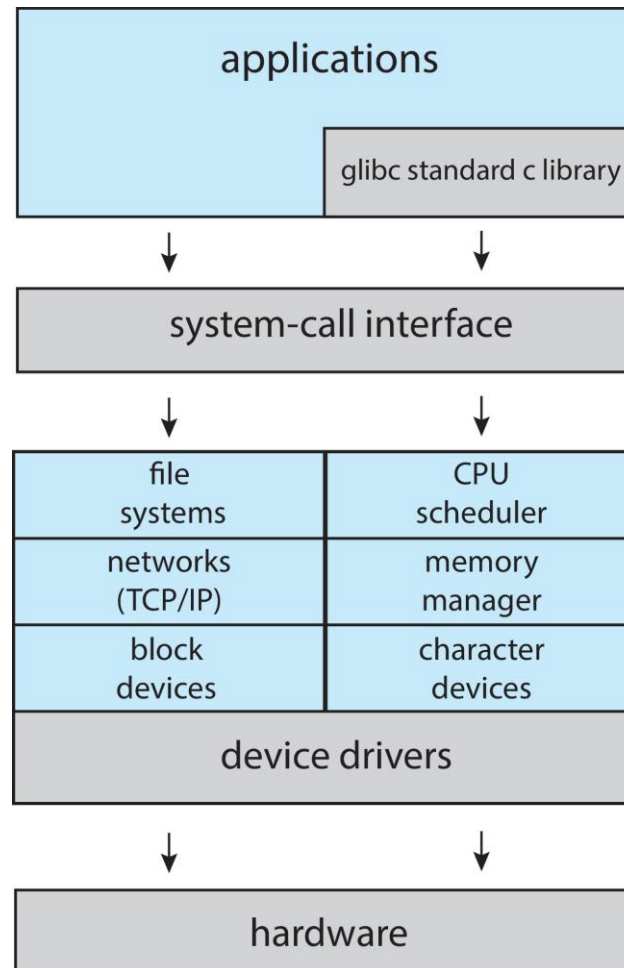 applications
glibc standard c library
system-call interface
file
systems
CPU
scheduler
networks
(TCP/IP)
memory
manager
block
devices
character
devices
device drivers
hardware